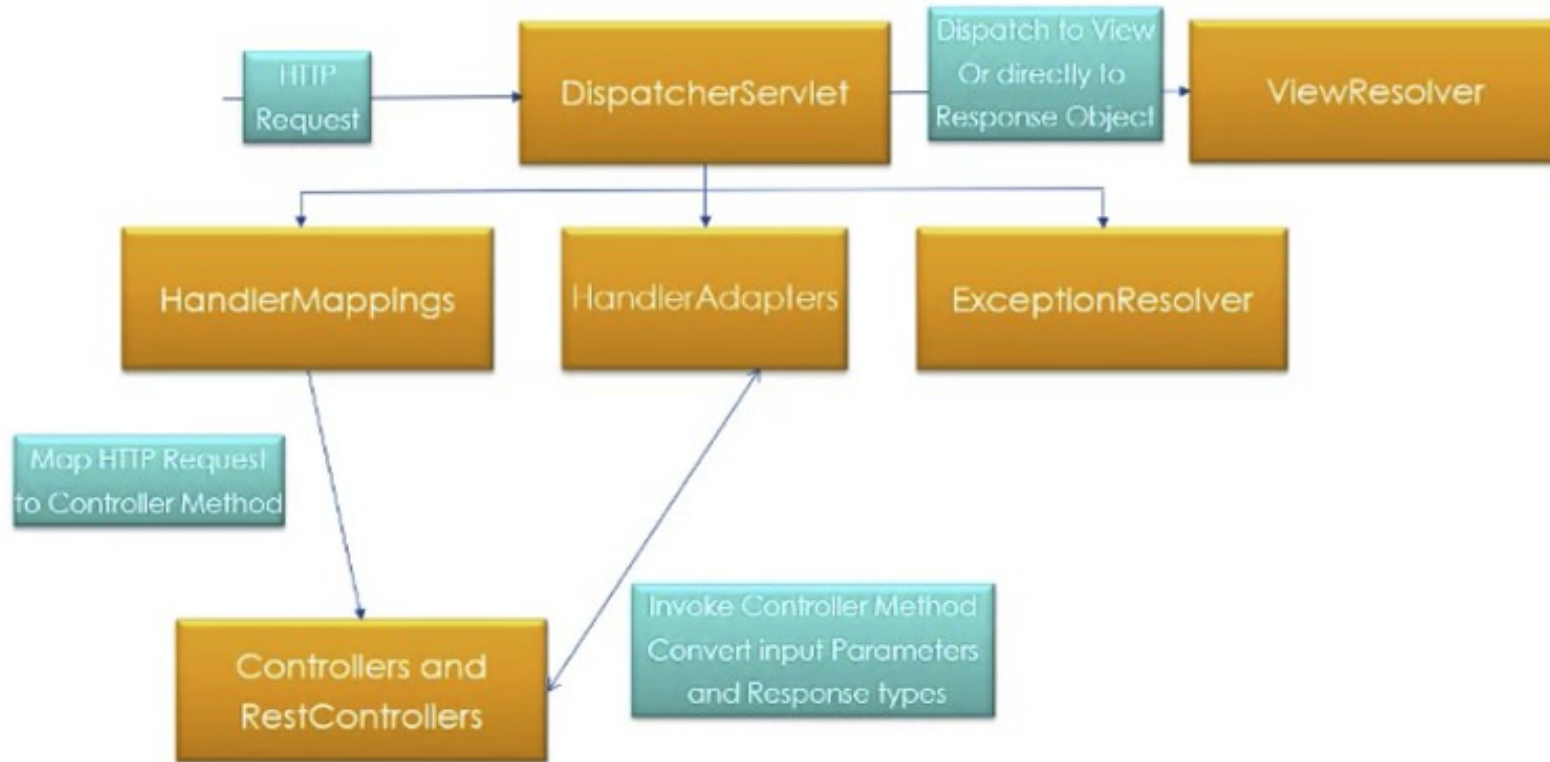 HTTP
Request
DispatcherServlet
Dispatch to View
Or directly to
Response Object
ViewResolver
HandlerMappings
HandlerAdapters
ExceptionResolver
Map HTTP Request
to Controller Method
Controllers and
RestControllers
Invoke Controller Method
Convert input Parameters
and Response types